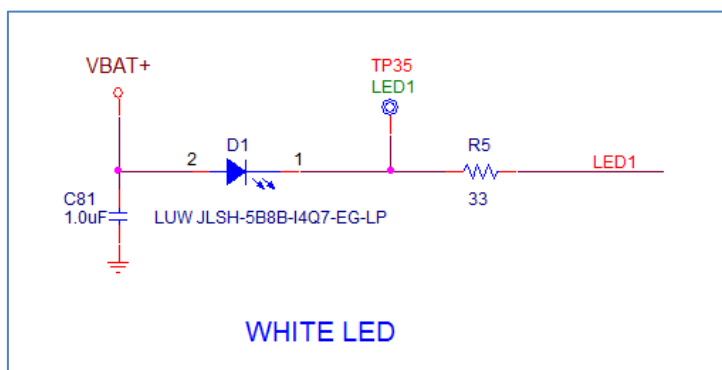 VBAT+
TP35
LED1
D1
R5
2
1
LED1
C81
1.0uF
LUW JLSH-5B8B-I4Q7-EG-LP
33
WHITE LED